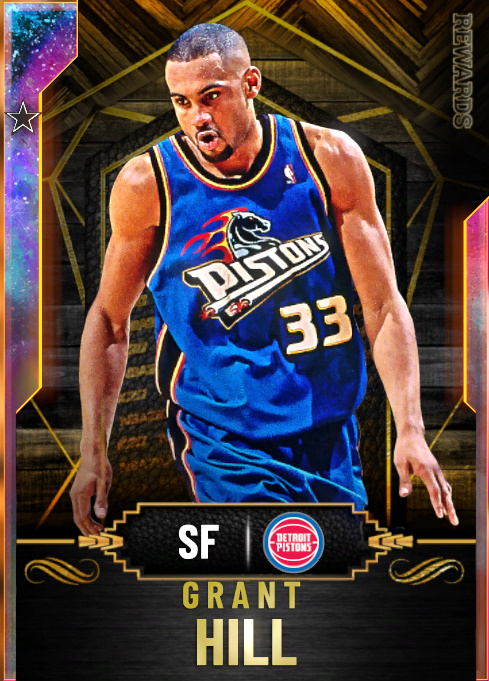 REWARDS
PISTONS
33
SF
DETROIT
PISTONS
GRANT
HILL